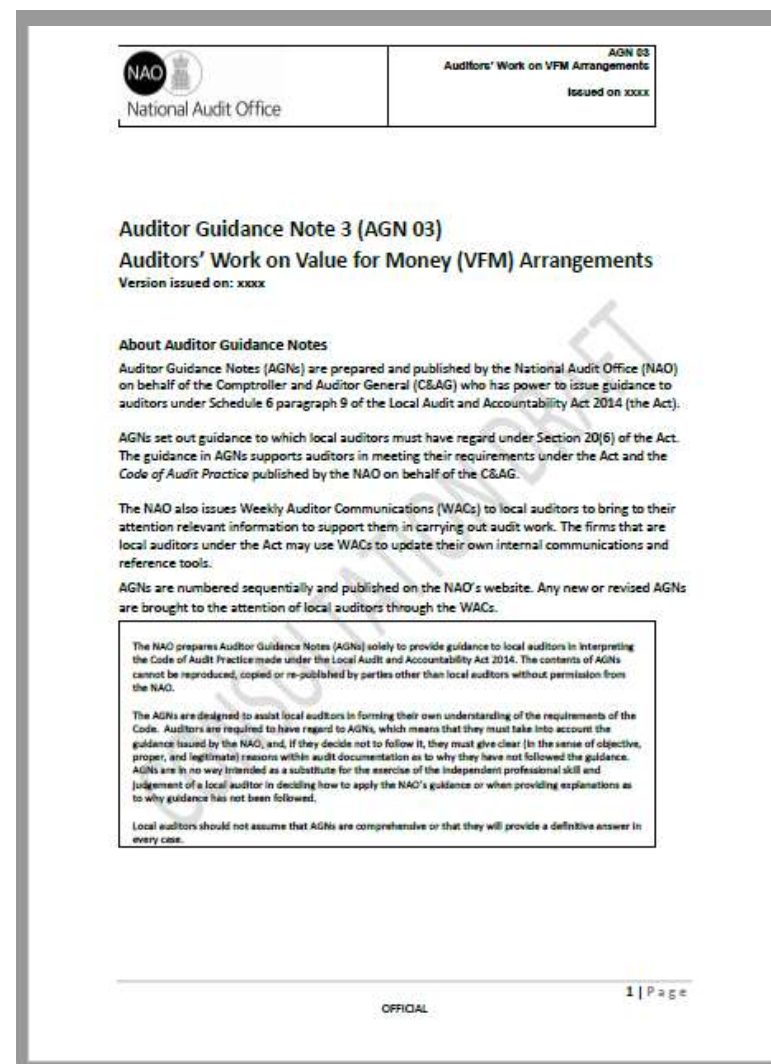 NAO
National Audit Office
AGN 03
Auditors' Work on VFM Arrangements
Issued on xxxx
Auditor Guidance Note 3 (AGN 03)
Auditors' Work on Value for Money (VFM) Arrangements
Version issued on: xxxx
About Auditor Guidance Notes
Auditor Guidance Notes (AGNs) are prepared and published by the National Audit Office (NAO)
on behalf of the Comptroller and Auditor General (C&AG) who has power to issue guidance to
auditors under Schedule 6 paragraph 9 of the Local Audit and Accountability Act 2014 (the Act).
AGNs set out guidance to which local auditors must have regard under Section 20(6) of the Act.
The guidance in AGNs supports auditors in meeting their requirements under the Act and the
Code of Audit Practice published by the NAO on behalf of the C&AG.
The NAO also issues Weekly Auditor Communications (WACs) to local auditors to bring to their
attention relevant information to support them in carrying out audit work. The firms that are
local auditors under the Act may use WACs to update their own internal communications and
reference tools.
AGNs are numbered sequentially and published on the NAO's website. Any new or revised AGNs
are brought to the attention of local auditors through the WACs.
The NAO prepares Auditor Guidance Notes (AGNs) solely to provide guidance to local auditors in interpreting
the Code of Audit Practice made under the Local Audit and Accountability Act 2014. The contents of AGNs
cannot be reproduced, copied or re-published by parties other than local auditors without permission from
the NAO.
The AGNs are designed to assist local auditors in forming their own understanding of the requirements of the
Code. Auditors are required to have regard to AGNs, which means that they must take into account the
guidance issued by the NAO, and, if they decide not to follow it, they must give clear (in the sense of objective,
proper, and legitimate) reasons within audit documentation as to why they have not followed the guidance.
AGNs are in no way intended as a substitute for the exercise of the independent professional skill and
judgement of a local auditor in deciding how to apply the NAO's guidance or when providing explanations as
to why guidance has not been followed.
Local auditors should not assume that AGNs are comprehensive or that they will provide a definitive answer in
every case.
CONSULTATION DRAFT
1 | Page
OFFICIAL